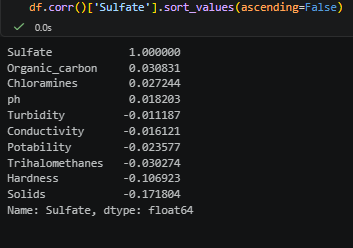 df.corr()['Sulfate'].sort_values(ascending=False)
0.0s
Sulfate 1.000000
Organic_carbon 0.030831
Chloramines 0.027244
ph 0.018203
Turbidity -0.011187
Conductivity -0.016121
Potability -0.023577
Trihalomethanes -0.030274
Hardness -0.106923
Solids -0.171804
Name: Sulfate, dtype: float64